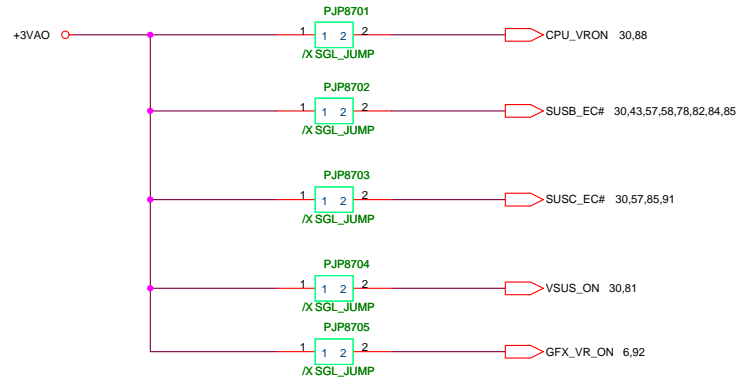 PJP8701
+3VAO 1 1 2 2 CPU_VRON 30,88
/X SGL_JUMP
PJP8702
1 1 2 2 SUSB_EC# 30,43,57,58,78,82,84,85
/X SGL_JUMP
PJP8703
1 1 2 2 SUSC_EC# 30,57,85,91
/X SGL_JUMP
PJP8704
1 1 2 2 VSUS_ON 30,81
/X SGL_JUMP
PJP8705
1 1 2 2 GFX_VR_ON 6,92
/X SGL_JUMP